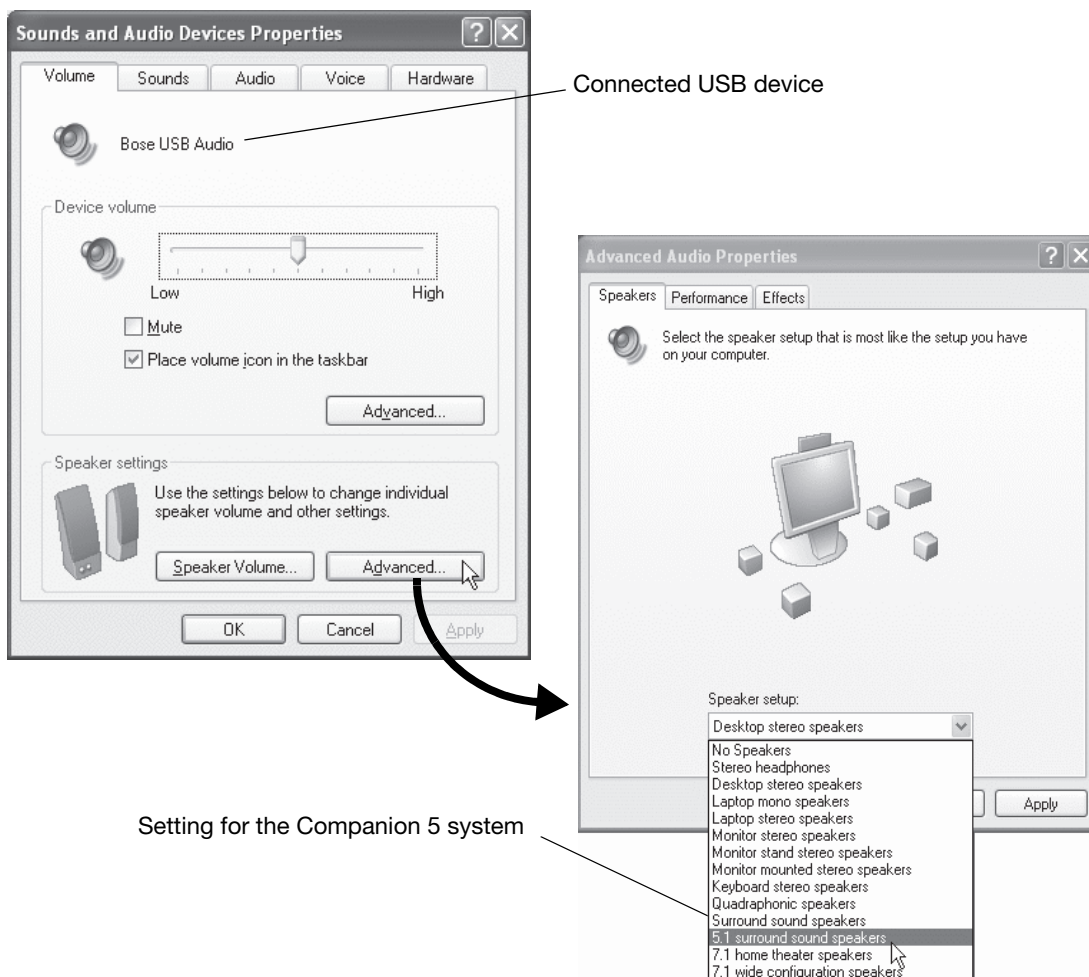 Sounds and Audio Devices Properties
Volume
Sounds
Audio
Voice
Hardware
Connected USB device
Bose USB Audio
Device volume
Low
High
Mute
Place volume icon in the taskbar
Advanced...
Speaker settings
Use the settings below to change individual
speaker volume and other settings.
Speaker Volume...
Advanced...
OK
Cancel
Apply
Advanced Audio Properties
Speakers
Performance
Effects
Select the speaker setup that is most like the setup you have
on your computer.
Speaker setup:
Desktop stereo speakers
No Speakers
Stereo headphones
Desktop stereo speakers
Laptop mono speakers
Laptop stereo speakers
Monitor stereo speakers
Monitor stand stereo speakers
Monitor mounted stereo speakers
Keyboard stereo speakers
Quadraphonic speakers
Surround sound speakers
5.1 surround sound speakers
7.1 home theater speakers
7.1 wide configuration speakers
Apply
Setting for the Companion 5 system